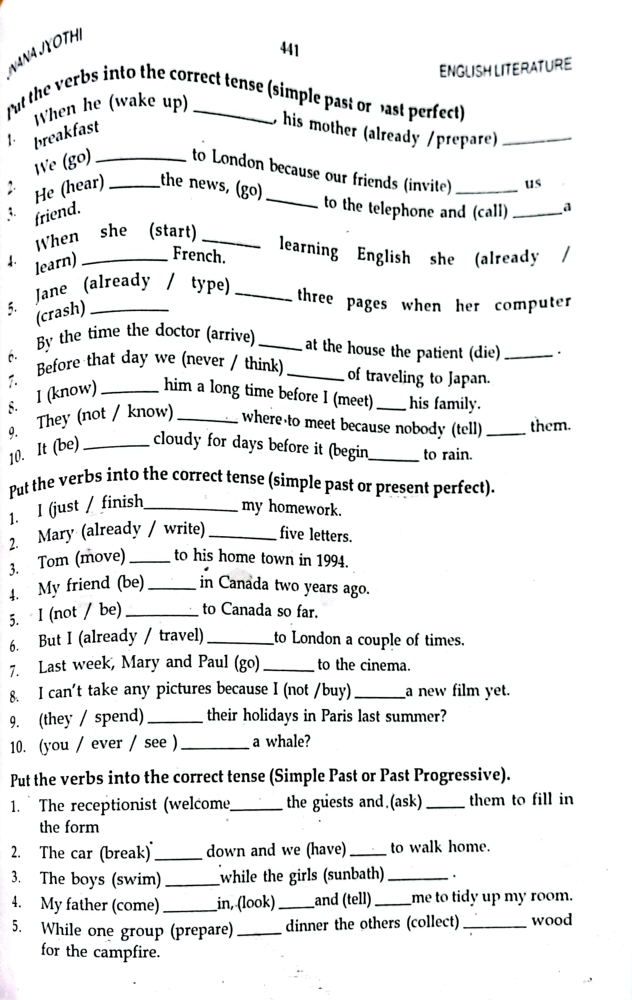 JNANA JYOTHI
441
ENGLISH LITERATURE
Put the verbs into the correct tense (simple past or past perfect)
1. When he (wake up) ________, his mother (already /prepare) ________
breakfast
2. We (go) ________ to London because our friends (invite) ________ us
3. He (hear) ______the news, (go) ______ to the telephone and (call) ______a
friend.
4. When she (start) ______ learning English she (already /
learn) ________ French.
5. Jane (already / type) ______ three pages when her computer
(crash) ________
6. By the time the doctor (arrive) _____ at the house the patient (die) ______ .
7. Before that day we (never / think) ______ of traveling to Japan.
8. I (know) ______ him a long time before I (meet) ____ his family.
9. They (not / know) ______ where to meet because nobody (tell) _____ them.
10. It (be) ________ cloudy for days before it (begin______ to rain.
Put the verbs into the correct tense (simple past or present perfect).
1. I (just / finish__________ my homework.
2. Mary (already / write) ________ five letters.
3. Tom (move) _____ to his home town in 1994.
4. My friend (be) ______ in Canada two years ago.
5. I (not / be) ________ to Canada so far.
6. But I (already / travel) ________to London a couple of times.
7. Last week, Mary and Paul (go) ______ to the cinema.
8. I can't take any pictures because I (not /buy) ______a new film yet.
9. (they / spend) ______ their holidays in Paris last summer?
10. (you / ever / see ) ________ a whale?
Put the verbs into the correct tense (Simple Past or Past Progressive).
1. The receptionist (welcome______ the guests and (ask) ____ them to fill in
the form
2. The car (break) _____ down and we (have) ____ to walk home.
3. The boys (swim) ______while the girls (sunbath) _______ .
4. My father (come) ______in, (look) ____and (tell) ____me to tidy up my room.
5. While one group (prepare) _____ dinner the others (collect) _______ wood
for the campfire.